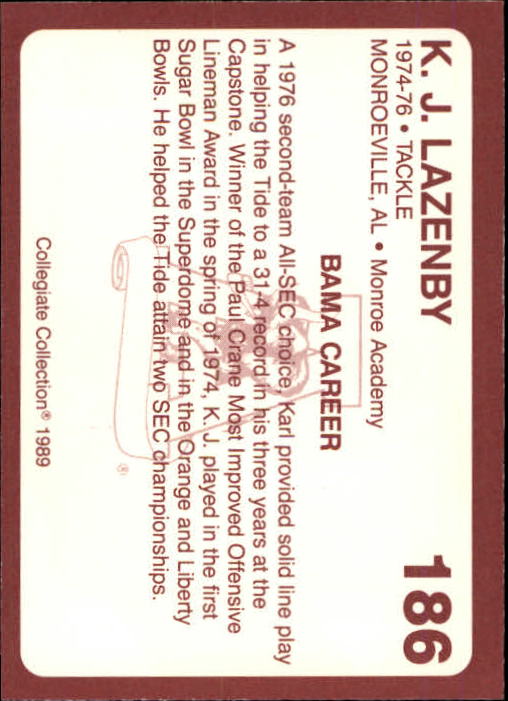 K. J. LAZENBY 186
1974-76 • TACKLE
MONROEVILLE, AL • Monroe Academy
BAMA CAREER
A 1976 second-team All-SEC choice, Karl provided solid line play
in helping the Tide to a 31-4 record in his three years at the
Capstone. Winner of the Paul Crane Most Improved Offensive
Lineman Award in the spring of 1974, K. J. played in the first
Sugar Bowl in the Superdome and in the Orange and Liberty
Bowls. He helped the Tide attain two SEC championships.
®
Collegiate Collection® 1989